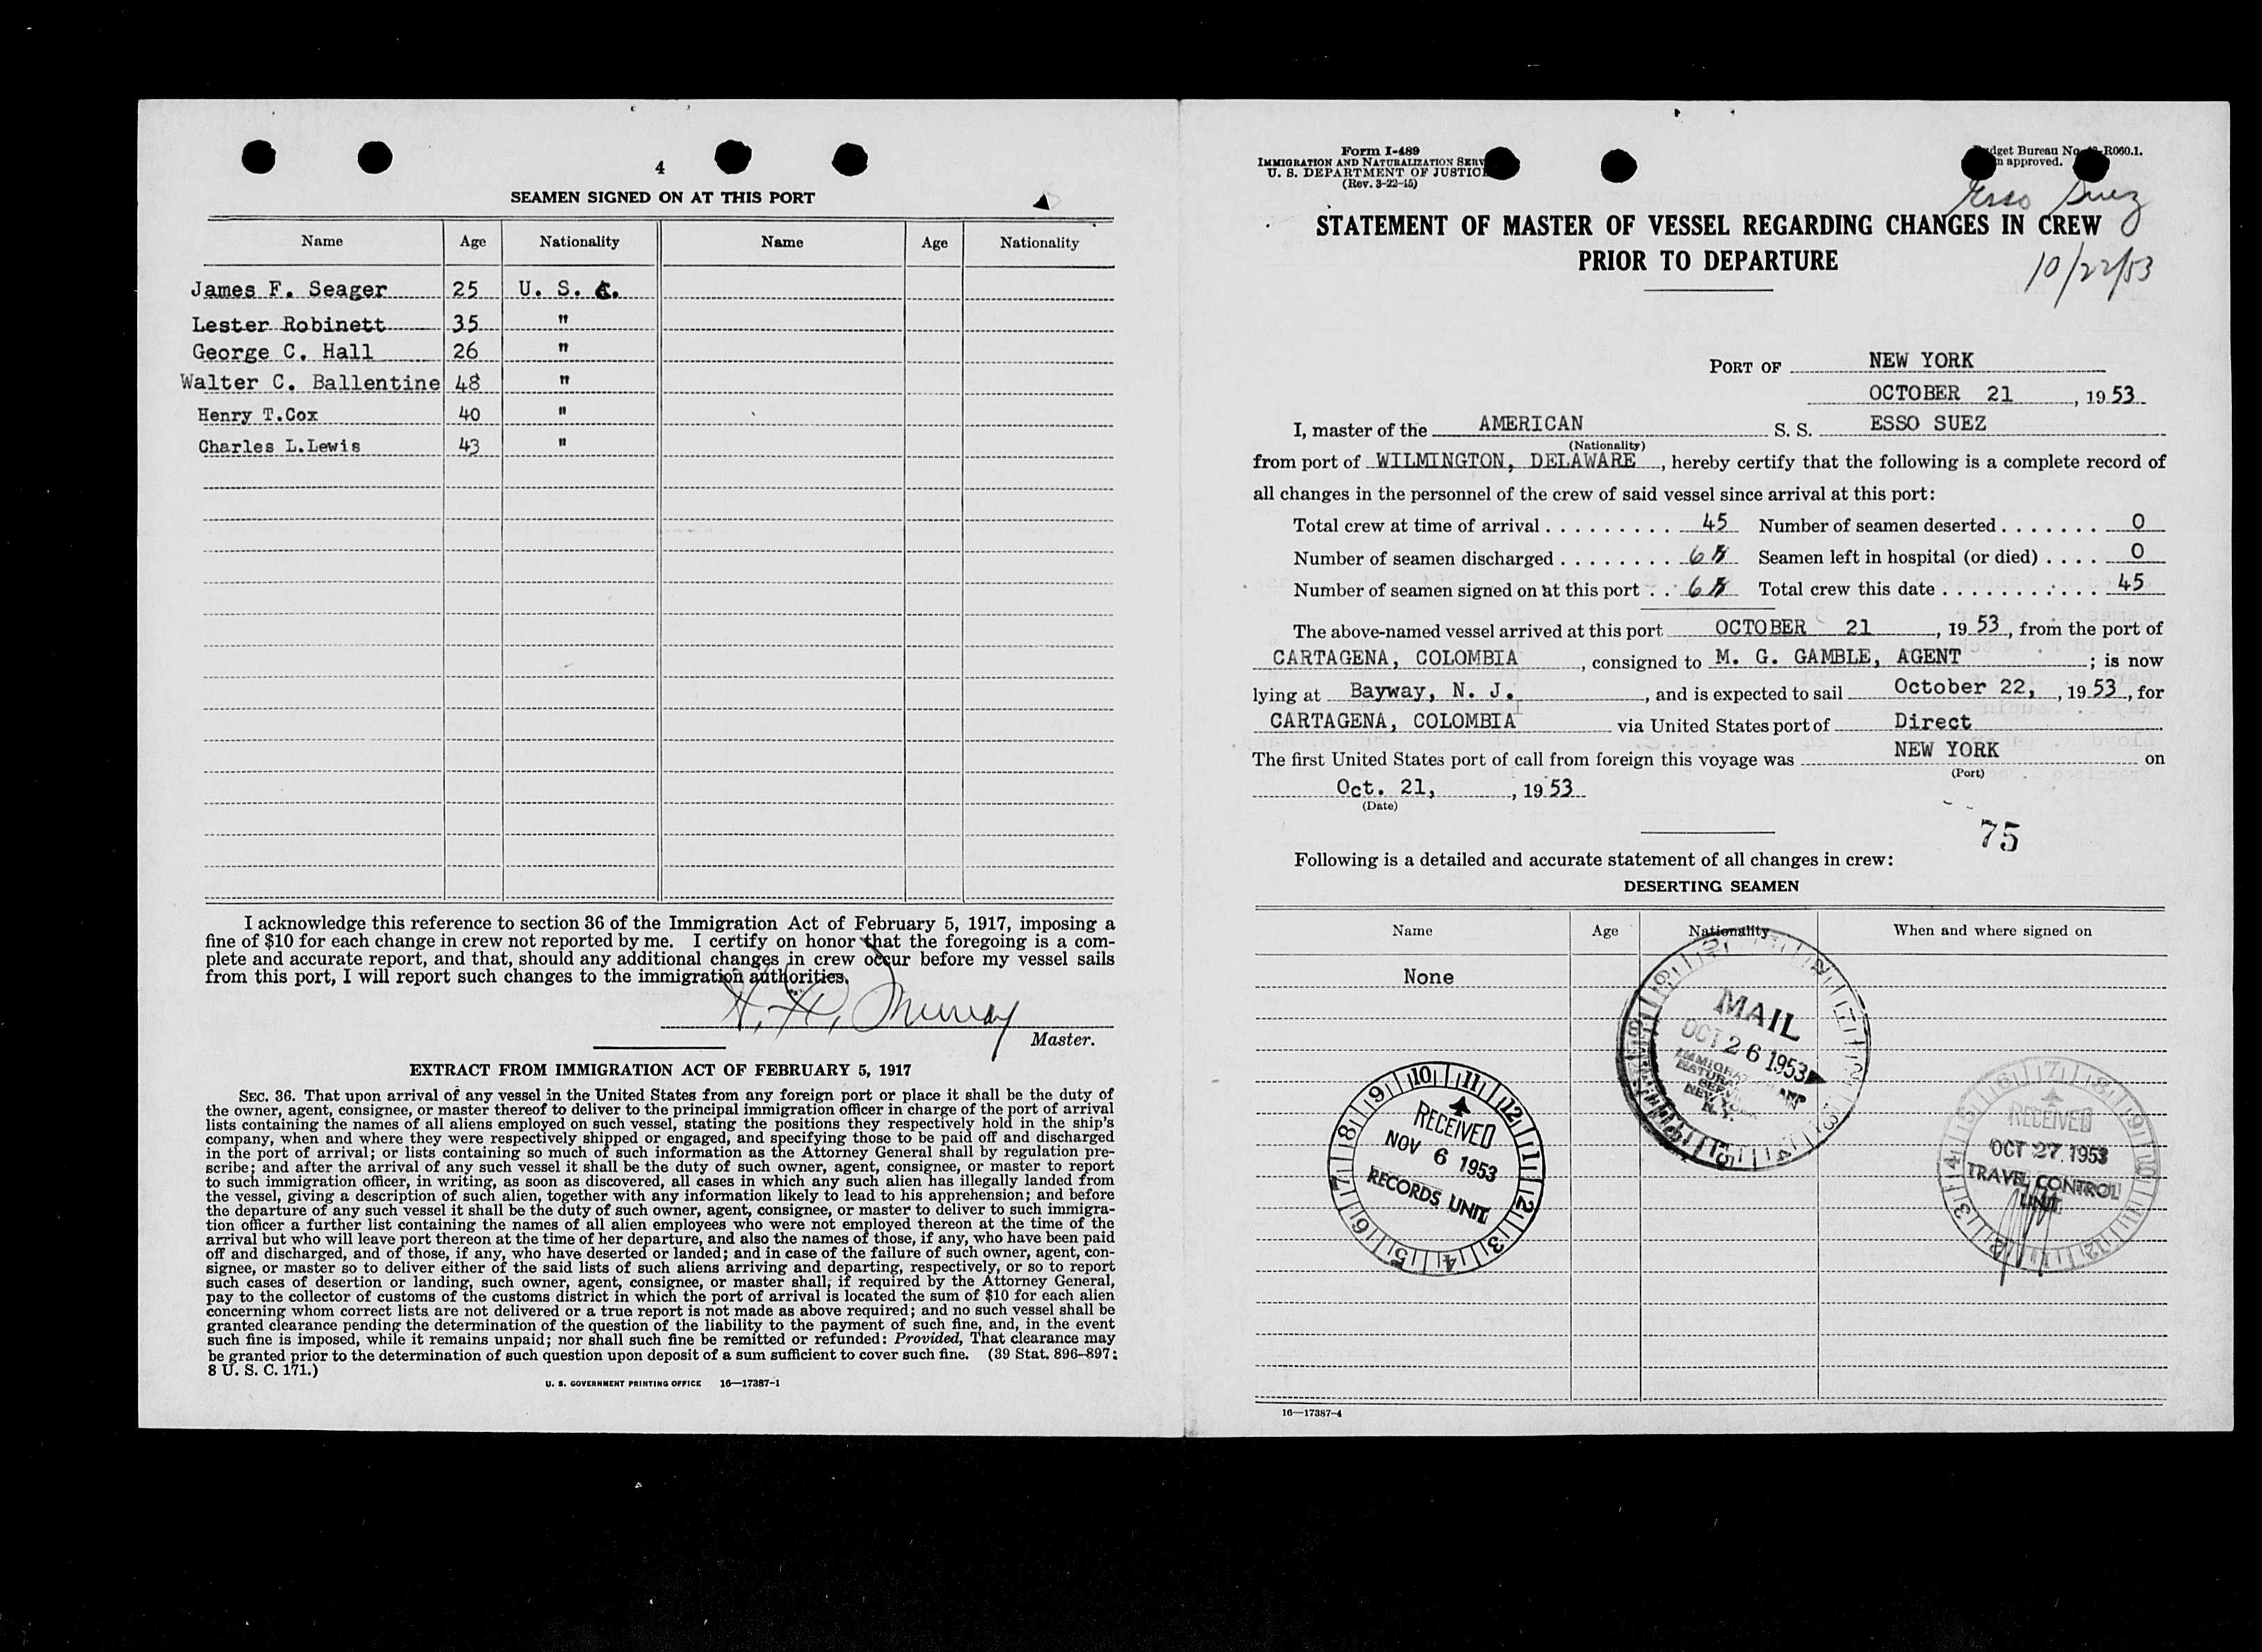 4
SEAMEN SIGNED ON AT THIS PORT
Name Age Nationality Name Age Nationality
James F. Seager 25 U. S. A.
Lester Robinett 35 "
George C. Hall 26 "
Walter C. Ballentine 48 "
Henry T.Cox 40 "
Charles L.Lewis 43 "
I acknowledge this reference to section 36 of the Immigration Act of February 5, 1917, imposing a
fine of $10 for each change in crew not reported by me. I certify on honor that the foregoing is a com-
plete and accurate report, and that, should any additional changes in crew occur before my vessel sails
from this port, I will report such changes to the immigration authorities.
Murray
Master.
EXTRACT FROM IMMIGRATION ACT OF FEBRUARY 5, 1917
SEC. 36. That upon arrival of any vessel in the United States from any foreign port or place it shall be the duty of
the owner, agent, consignee, or master thereof to deliver to the principal immigration officer in charge of the port of arrival
lists containing the names of all aliens employed on such vessel, stating the positions they respectively hold in the ship's
company, when and where they were respectively shipped or engaged, and specifying those to be paid off and discharged
in the port of arrival; or lists containing so much of such information as the Attorney General shall by regulation pre-
scribe; and after the arrival of any such vessel it shall be the duty of such owner, agent, consignee, or master to report
to such immigration officer, in writing, as soon as discovered, all cases in which any such alien has illegally landed from
the vessel, giving a description of such alien, together with any information likely to lead to his apprehension; and before
the departure of any such vessel it shall be the duty of such owner, agent, consignee, or master to deliver to such immigra-
tion officer a further list containing the names of all alien employees who were not employed thereon at the time of the
arrival but who will leave port thereon at the time of her departure, and also the names of those, if any, who have been paid
off and discharged, and of those, if any, who have deserted or landed; and in case of the failure of such owner, agent, con-
signee, or master so to deliver either of the said lists of such aliens arriving and departing, respectively, or so to report
such cases of desertion or landing, such owner, agent, consignee, or master shall, if required by the Attorney General,
pay to the collector of customs of the customs district in which the port of arrival is located the sum of $10 for each alien
concerning whom correct lists are not delivered or a true report is not made as above required; and no such vessel shall be
granted clearance pending the determination of the question of the liability to the payment of such fine, and, in the event
such fine is imposed, while it remains unpaid; nor shall such fine be remitted or refunded: Provided, That clearance may
be granted prior to the determination of such question upon deposit of a sum sufficient to cover such fine. (39 Stat. 896-897;
8 U. S. C. 171.)
U. S. GOVERNMENT PRINTING OFFICE 16—17387-1
Form I-489
IMMIGRATION AND NATURALIZATION
U. S. DEPARTMENT OF
(Rev. 3-22-45)
Bureau No. R060.1.
approved.
Esso Suez
STATEMENT OF MASTER OF VESSEL REGARDING CHANGES IN CREW
PRIOR TO DEPARTURE
10/22/53
PORT OF NEW YORK
OCTOBER 21, 1953
I, master of the AMERICAN S. S. ESSO SUEZ
(Nationality)
from port of WILMINGTON, DELAWARE, hereby certify that the following is a complete record of
all changes in the personnel of the crew of said vessel since arrival at this port:
Total crew at time of arrival . . . . . . . . . 45 Number of seamen deserted . . . . . . . 0
Number of seamen discharged . . . . . . . . 6 Seamen left in hospital (or died) . . . . 0
Number of seamen signed on at this port . . 6 Total crew this date . . . . . . . . . . 45
The above-named vessel arrived at this port OCTOBER 21, 1953, from the port of
CARTAGENA, COLOMBIA, consigned to M. G. GAMBLE, AGENT; is now
lying at Bayway, N. J., and is expected to sail October 22, , 1953, for
CARTAGENA, COLOMBIA via United States port of Direct
The first United States port of call from foreign this voyage was NEW YORK on
(Port)
Oct. 21, , 1953
(Date)
75
Following is a detailed and accurate statement of all changes in crew:
DESERTING SEAMEN
Name Age Nationality When and where signed on
None
MAIL
OCT 26 1953
NEW YORK
N. Y.
RECEIVED
NOV 6 1953
RECORDS UNIT
RECEIVED
OCT 27 1953
TRAVEL CONTROL
UNIT
16—17387-4